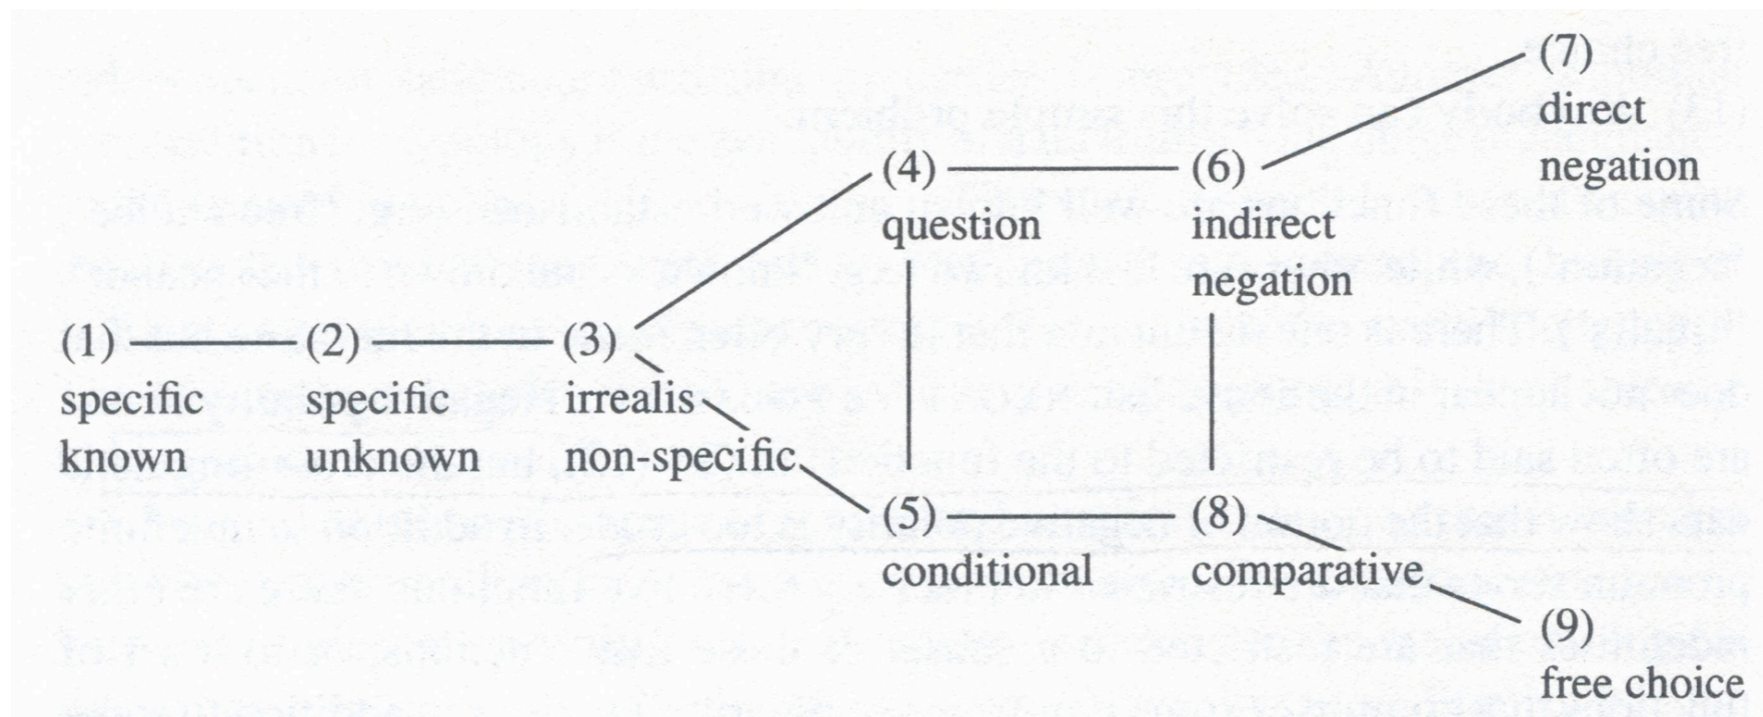 (7)
direct
negation
(4)
question
(6)
indirect
negation
(1)
specific
known
(2)
specific
unknown
(3)
irrealis
non-specific
(5)
conditional
(8)
comparative
(9)
free choice